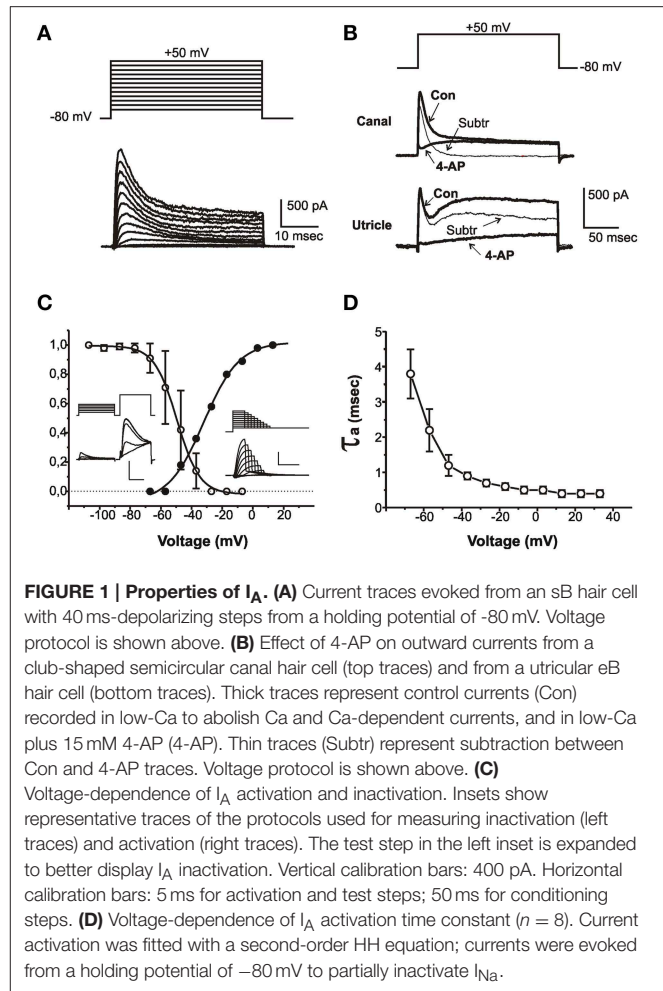 A
+50 mV
-80 mV
500 pA
10 msec
B
+50 mV
-80 mV
Con
Canal
Subtr
4-AP
Con
Utricle
Subtr
4-AP
500 pA
50 msec
C
1,0
0,8
0,6
0,4
0,2
0,0
-100 -80 -60 -40 -20 0 20
Voltage (mV)
D
5
4
3
2
1
0
τa (msec)
-60 -40 -20 0 20 40
Voltage (mV)
FIGURE 1 | Properties of IA. (A) Current traces evoked from an sB hair cell
with 40 ms-depolarizing steps from a holding potential of -80 mV. Voltage
protocol is shown above. (B) Effect of 4-AP on outward currents from a
club-shaped semicircular canal hair cell (top traces) and from a utricular eB
hair cell (bottom traces). Thick traces represent control currents (Con)
recorded in low-Ca to abolish Ca and Ca-dependent currents, and in low-Ca
plus 15 mM 4-AP (4-AP). Thin traces (Subtr) represent subtraction between
Con and 4-AP traces. Voltage protocol is shown above. (C)
Voltage-dependence of IA activation and inactivation. Insets show
representative traces of the protocols used for measuring inactivation (left
traces) and activation (right traces). The test step in the left inset is expanded
to better display IA inactivation. Vertical calibration bars: 400 pA. Horizontal
calibration bars: 5 ms for activation and test steps; 50 ms for conditioning
steps. (D) Voltage-dependence of IA activation time constant (n = 8). Current
activation was fitted with a second-order HH equation; currents were evoked
from a holding potential of −80 mV to partially inactivate INa.